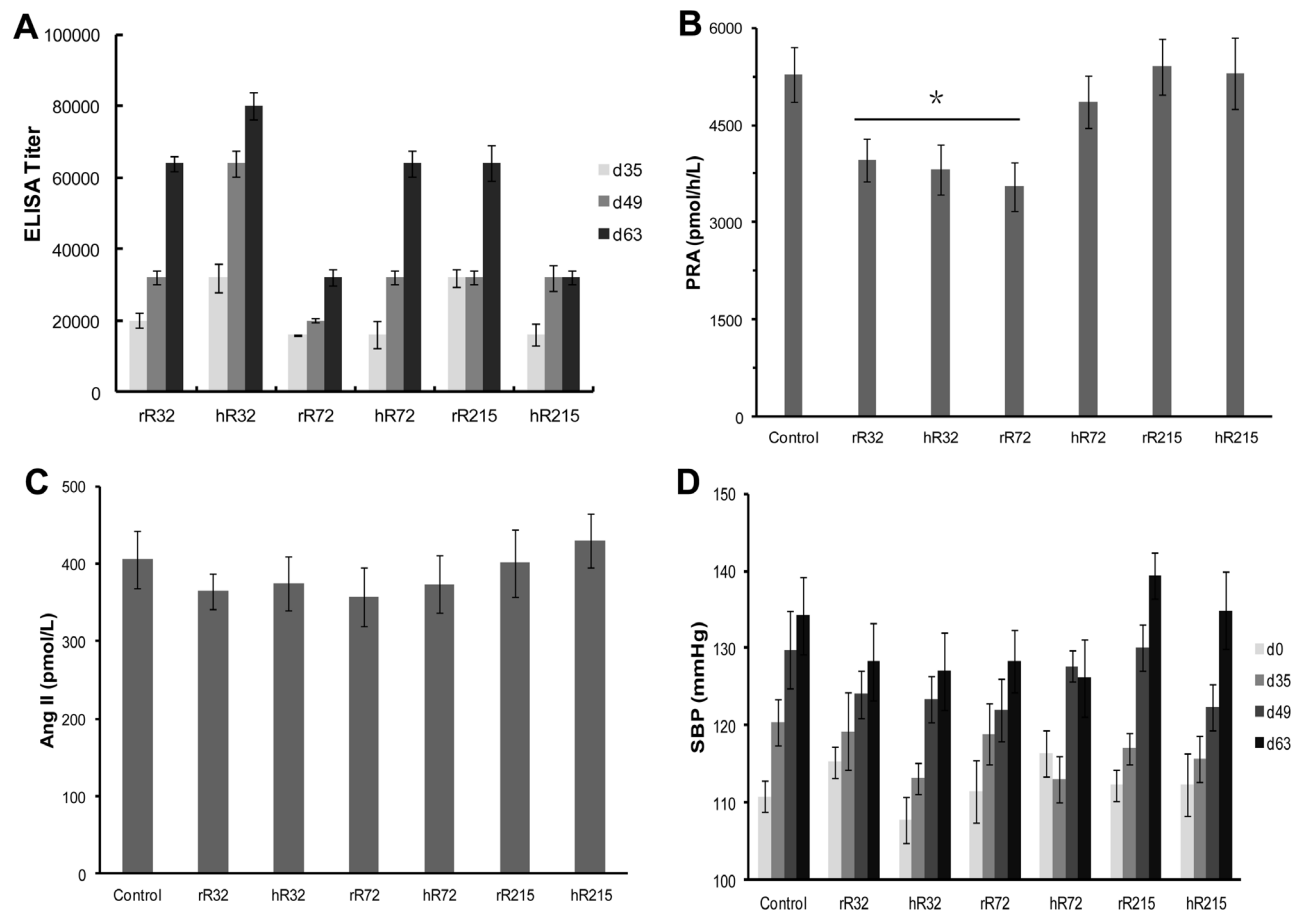 A
ELISA Titer
100000
80000
60000
40000
20000
0
rR32 hR32 rR72 hR72 rR215 hR215
d35
d49
d63
B
PRA (pmol/h/L)
6000
4500
3000
1500
0
*
Control rR32 hR32 rR72 hR72 rR215 hR215
C
Ang II (pmol/L)
500
400
300
400
300
200
100
0
Control rR32 hR32 rR72 hR72 rR215 hR215
D
SBP (mmHg)
150
140
130
120
110
100
Control rR32 hR32 rR72 hR72 rR215 hR215
d0
d35
d49
d63